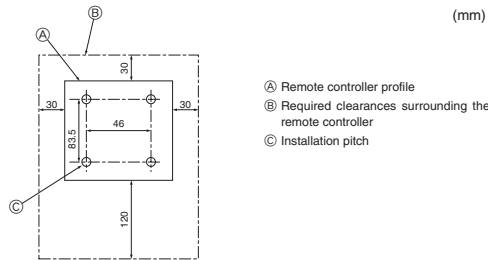 (mm)
Ⓑ
Ⓐ
30
30
30
46
83.5
Ⓒ
120
Ⓐ Remote controller profile
Ⓑ Required clearances surrounding the
remote controller
Ⓒ Installation pitch